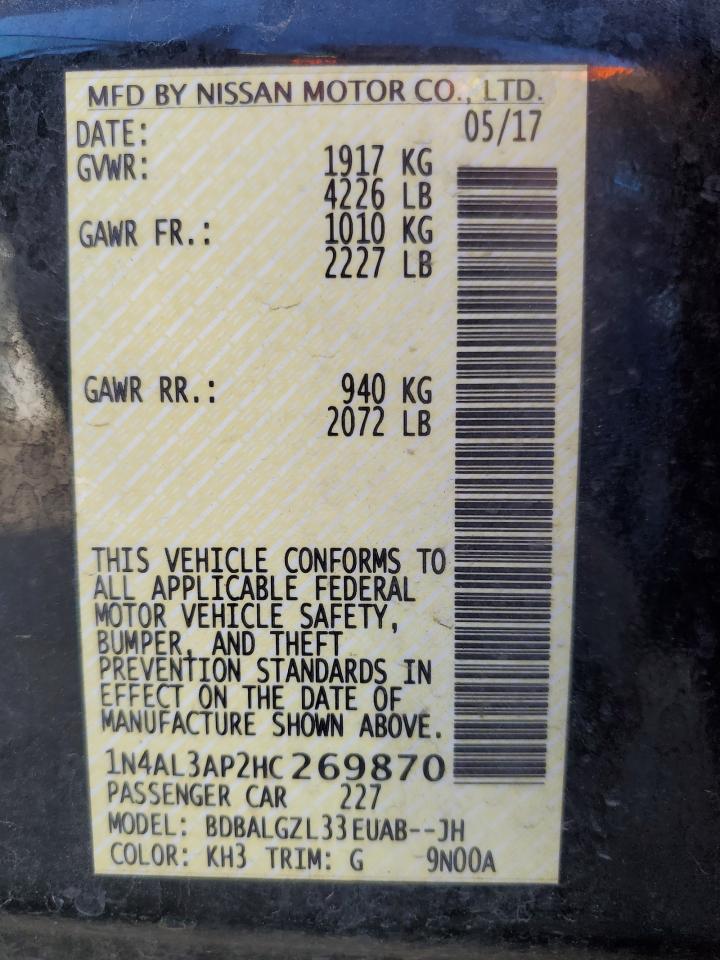 MFD BY NISSAN MOTOR CO., LTD.
DATE: 05/17
GVWR: 1917 KG
4226 LB
GAWR FR.: 1010 KG
2227 LB
GAWR RR.: 940 KG
2072 LB
THIS VEHICLE CONFORMS TO
ALL APPLICABLE FEDERAL
MOTOR VEHICLE SAFETY,
BUMPER, AND THEFT
PREVENTION STANDARDS IN
EFFECT ON THE DATE OF
MANUFACTURE SHOWN ABOVE.
1N4AL3AP2HC269870
PASSENGER CAR 227
MODEL: BDBALGZL33EUAB--JH
COLOR: KH3 TRIM: G 9N00A